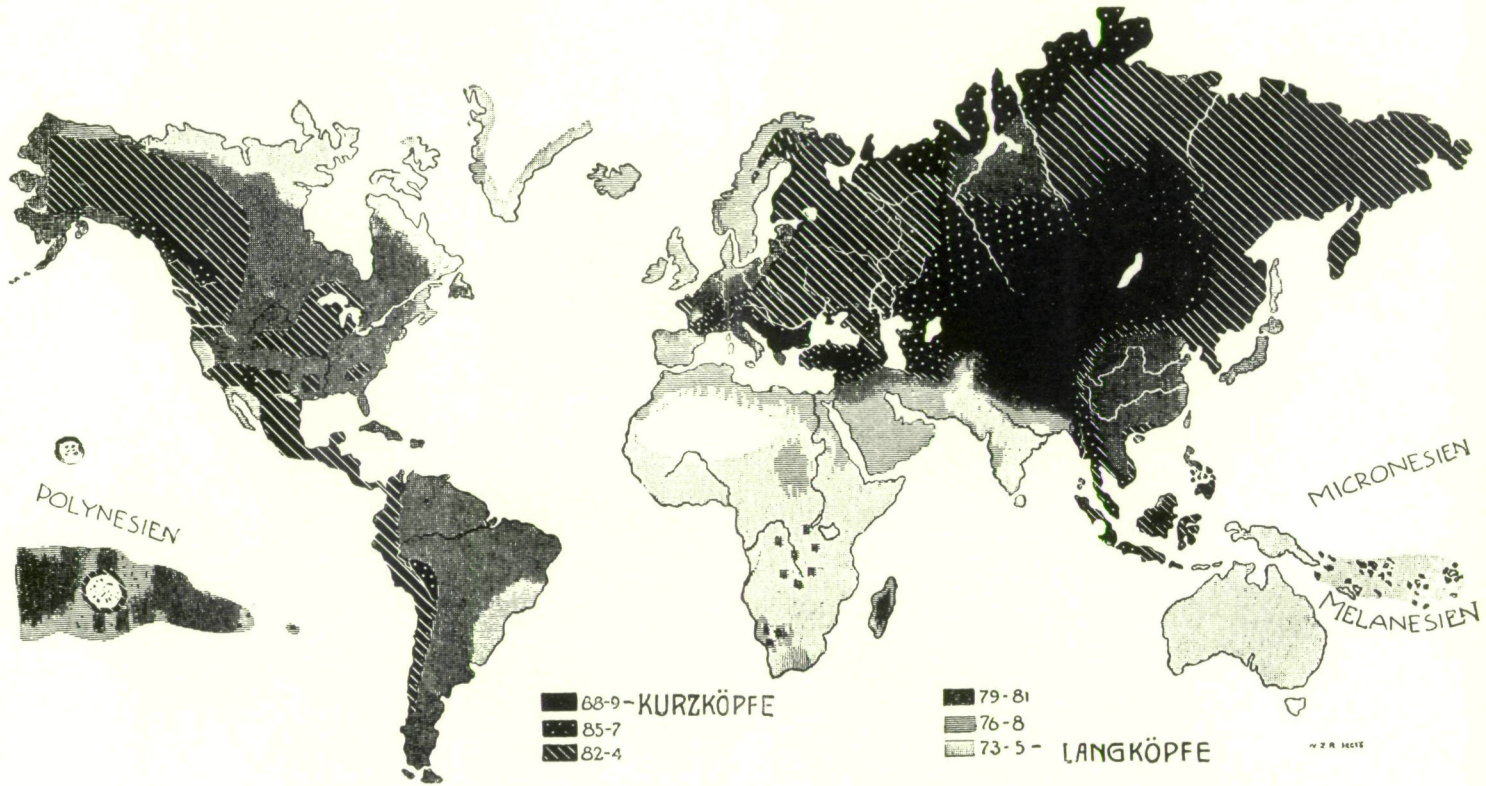 MICRONESIEN
POLYNESIEN
MELANESIEN
88-9-KURZKÖPFE
85-7
82-4
79-81
76-8
73-5- LANGKÖPFE